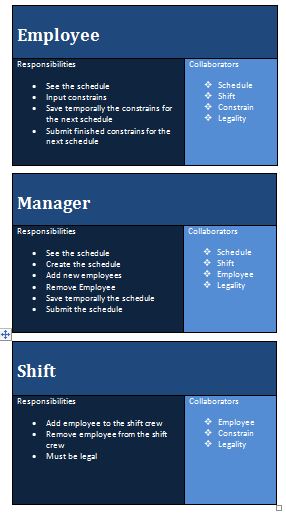 Employee
Responsibilities
Collaborators
See the schedule
Input constrains
Save temporally the constrains for
the next schedule
Submit finished constrains for the
next schedule
Schedule
Shift
Constrain
Legality
Manager
Responsibilities
Collaborators
See the schedule
Create the schedule
Add new employees
Remove Employee
Save temporally the schedule
Submit the schedule
Schedule
Shift
Employee
Legality
Shift
Responsibilities
Collaborators
Add employee to the shift crew
Remove employee from the shift
crew
Must be legal
Employee
Constrain
Legality